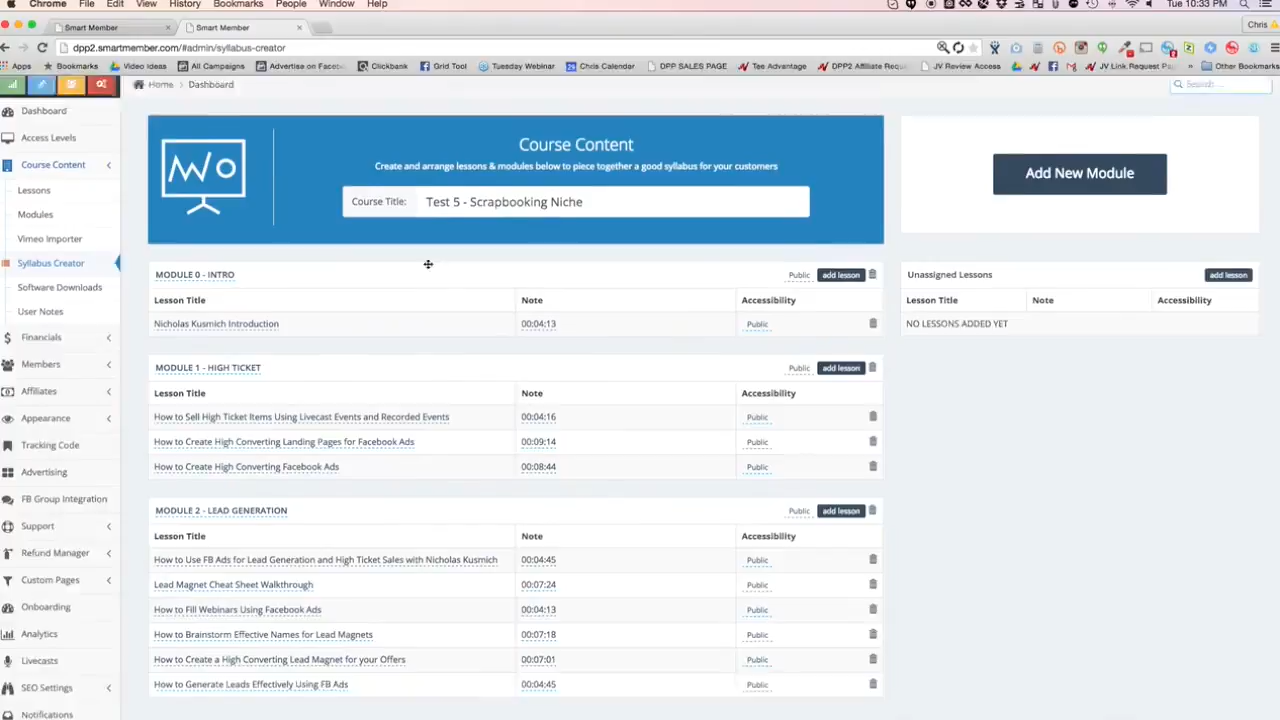 Chrome File Edit View History Bookmarks People Window Help Tue 10:33 PM
Smart Member Smart Member Chris
dpp2.smartmember.com/#admin/syllabus-creator
Apps Bookmarks Video Ideas All Campaigns Advertise on Faceb Clickbank Grid Tool Tuesday Webinar Chris Calendar DPP SALES PAGE Tee Advantage DPP2 Affiliate Requ JV Review Access JV Link Request Pa » Other Bookmarks
Home > Dashboard
Search ...
Dashboard
Access Levels
Course Content
Lessons
Modules
Vimeo Importer
Syllabus Creator
Software Downloads
User Notes
Financials
Members
Affiliates
Appearance
Tracking Code
Advertising
FB Group Integration
Support
Refund Manager
Custom Pages
Onboarding
Analytics
Livecasts
SEO Settings
Notifications
Course Content
Create and arrange lessons & modules below to piece together a good syllabus for your customers
Course Title: Test 5 - Scrapbooking Niche
Add New Module
MODULE 0 - INTRO Public add lesson
Lesson Title Note Accessibility
Nicholas Kusmich Introduction 00:04:13 Public
MODULE 1 - HIGH TICKET Public add lesson
Lesson Title Note Accessibility
How to Sell High Ticket Items Using Livecast Events and Recorded Events 00:04:16 Public
How to Create High Converting Landing Pages for Facebook Ads 00:09:14 Public
How to Create High Converting Facebook Ads 00:08:44 Public
MODULE 2 - LEAD GENERATION Public add lesson
Lesson Title Note Accessibility
How to Use FB Ads for Lead Generation and High Ticket Sales with Nicholas Kusmich 00:04:45 Public
Lead Magnet Cheat Sheet Walkthrough 00:07:24 Public
How to Fill Webinars Using Facebook Ads 00:04:13 Public
How to Brainstorm Effective Names for Lead Magnets 00:07:18 Public
How to Create a High Converting Lead Magnet for your Offers 00:07:01 Public
How to Generate Leads Effectively Using FB Ads 00:04:45 Public
Unassigned Lessons add lesson
Lesson Title Note Accessibility
NO LESSONS ADDED YET